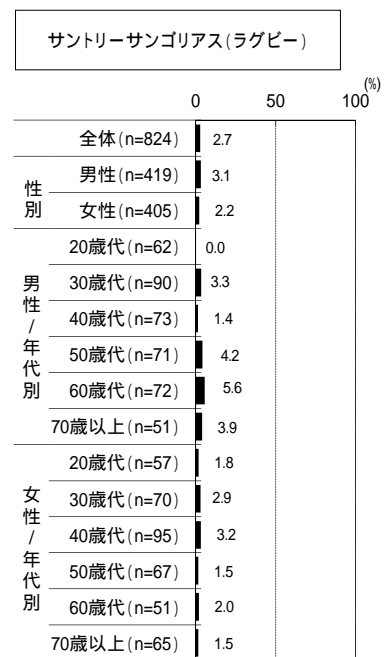 サントリーサンゴリアス(ラグビー)
(%)
0 50 100
全体(n=824) 2.7
性別
男性(n=419) 3.1
女性(n=405) 2.2
男性/年代別
20歳代(n=62) 0.0
30歳代(n=90) 3.3
40歳代(n=73) 1.4
50歳代(n=71) 4.2
60歳代(n=72) 5.6
70歳以上(n=51) 3.9
女性/年代別
20歳代(n=57) 1.8
30歳代(n=70) 2.9
40歳代(n=95) 3.2
50歳代(n=67) 1.5
60歳代(n=51) 2.0
70歳以上(n=65) 1.5